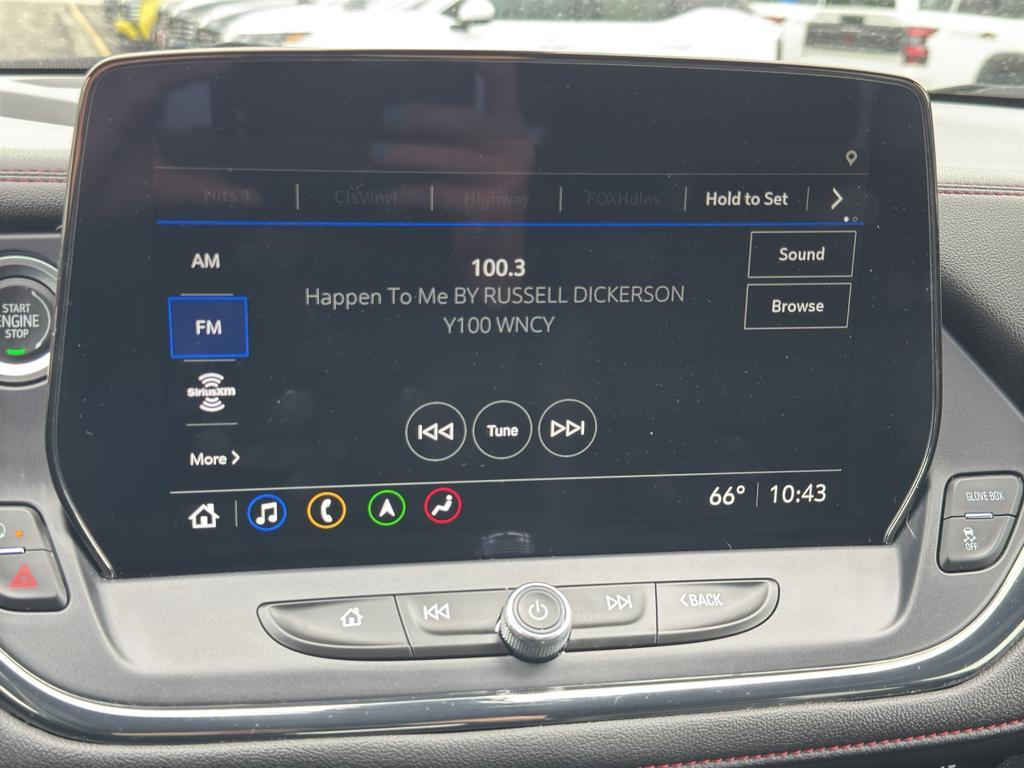 Hits 1
ClsVinyl
Highway
FOXHdlns
Hold to Set
AM
100.3
Sound
Happen To Me BY RUSSELL DICKERSON
Browse
START
ENGINE
STOP
FM
Y100 WNCY
SiriusXM
Tune
More
66° 10:43
GLOVE BOX
OFF
BACK